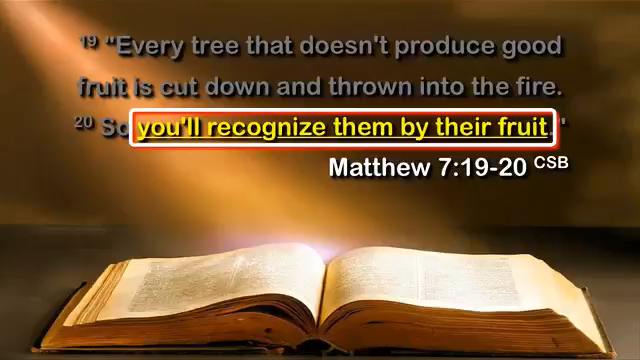 19 "Every tree that doesn't produce good
fruit is cut down and thrown into the fire.
20 So you'll recognize them by their fruit."
Matthew 7:19-20 CSB